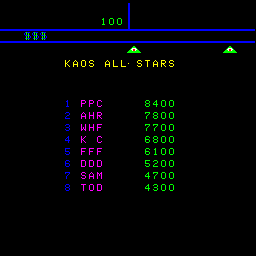 100
KAOS ALL STARS
1 PPC 8400
2 AHR 7800
3 WHF 7700
4 K C 6800
5 FFF 6100
6 DDD 5200
7 SAM 4700
8 TOD 4300